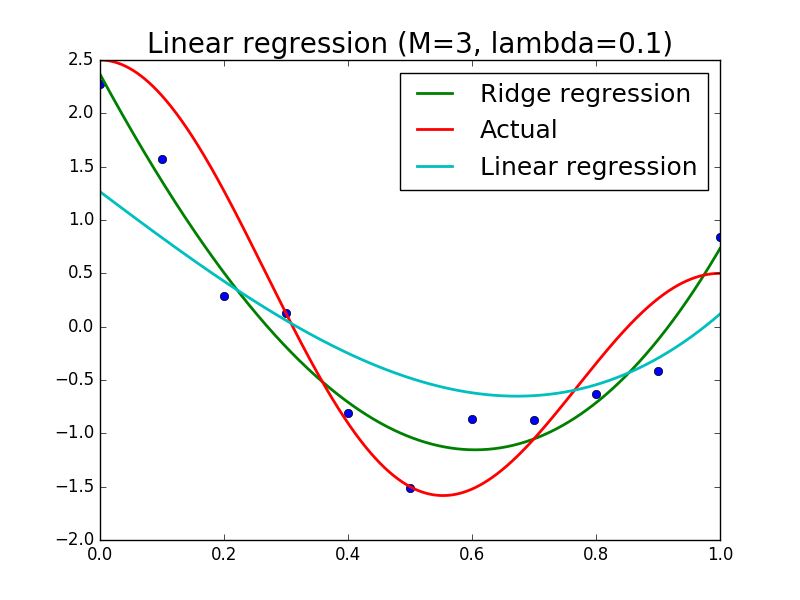 Linear regression (M=3, lambda=0.1)
Ridge regression
Actual
Linear regression
2.5
2.0
1.5
1.0
0.5
0.0
−0.5
−1.0
−1.5
−2.0
0.0 0.2 0.4 0.6 0.8 1.0